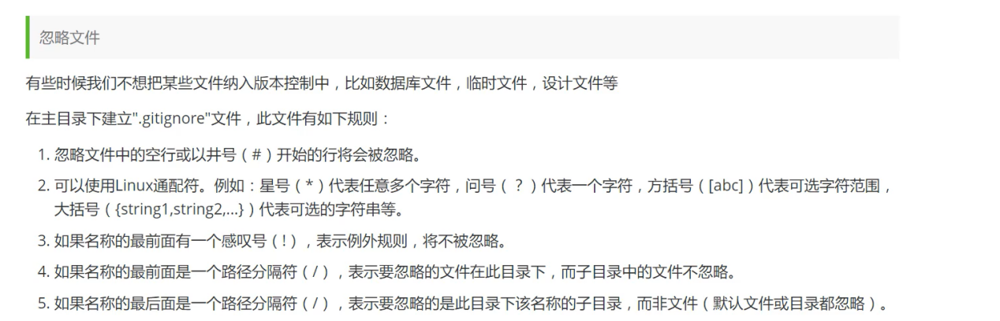 忽略文件
有些时候我们不想把某些文件纳入版本控制中，比如数据库文件，临时文件，设计文件等
在主目录下建立".gitignore"文件，此文件有如下规则：
1. 忽略文件中的空行或以井号（#）开始的行将会被忽略。
2. 可以使用Linux通配符。例如：星号（*）代表任意多个字符，问号（？）代表一个字符，方括号（[abc]）代表可选字符范围，
大括号（{string1,string2,...}）代表可选的字符串等。
3. 如果名称的最前面有一个感叹号（!），表示例外规则，将不被忽略。
4. 如果名称的最前面是一个路径分隔符（/），表示要忽略的文件在此目录下，而子目录中的文件不忽略。
5. 如果名称的最后面是一个路径分隔符（/），表示要忽略的是此目录下该名称的子目录，而非文件（默认文件或目录都忽略）。